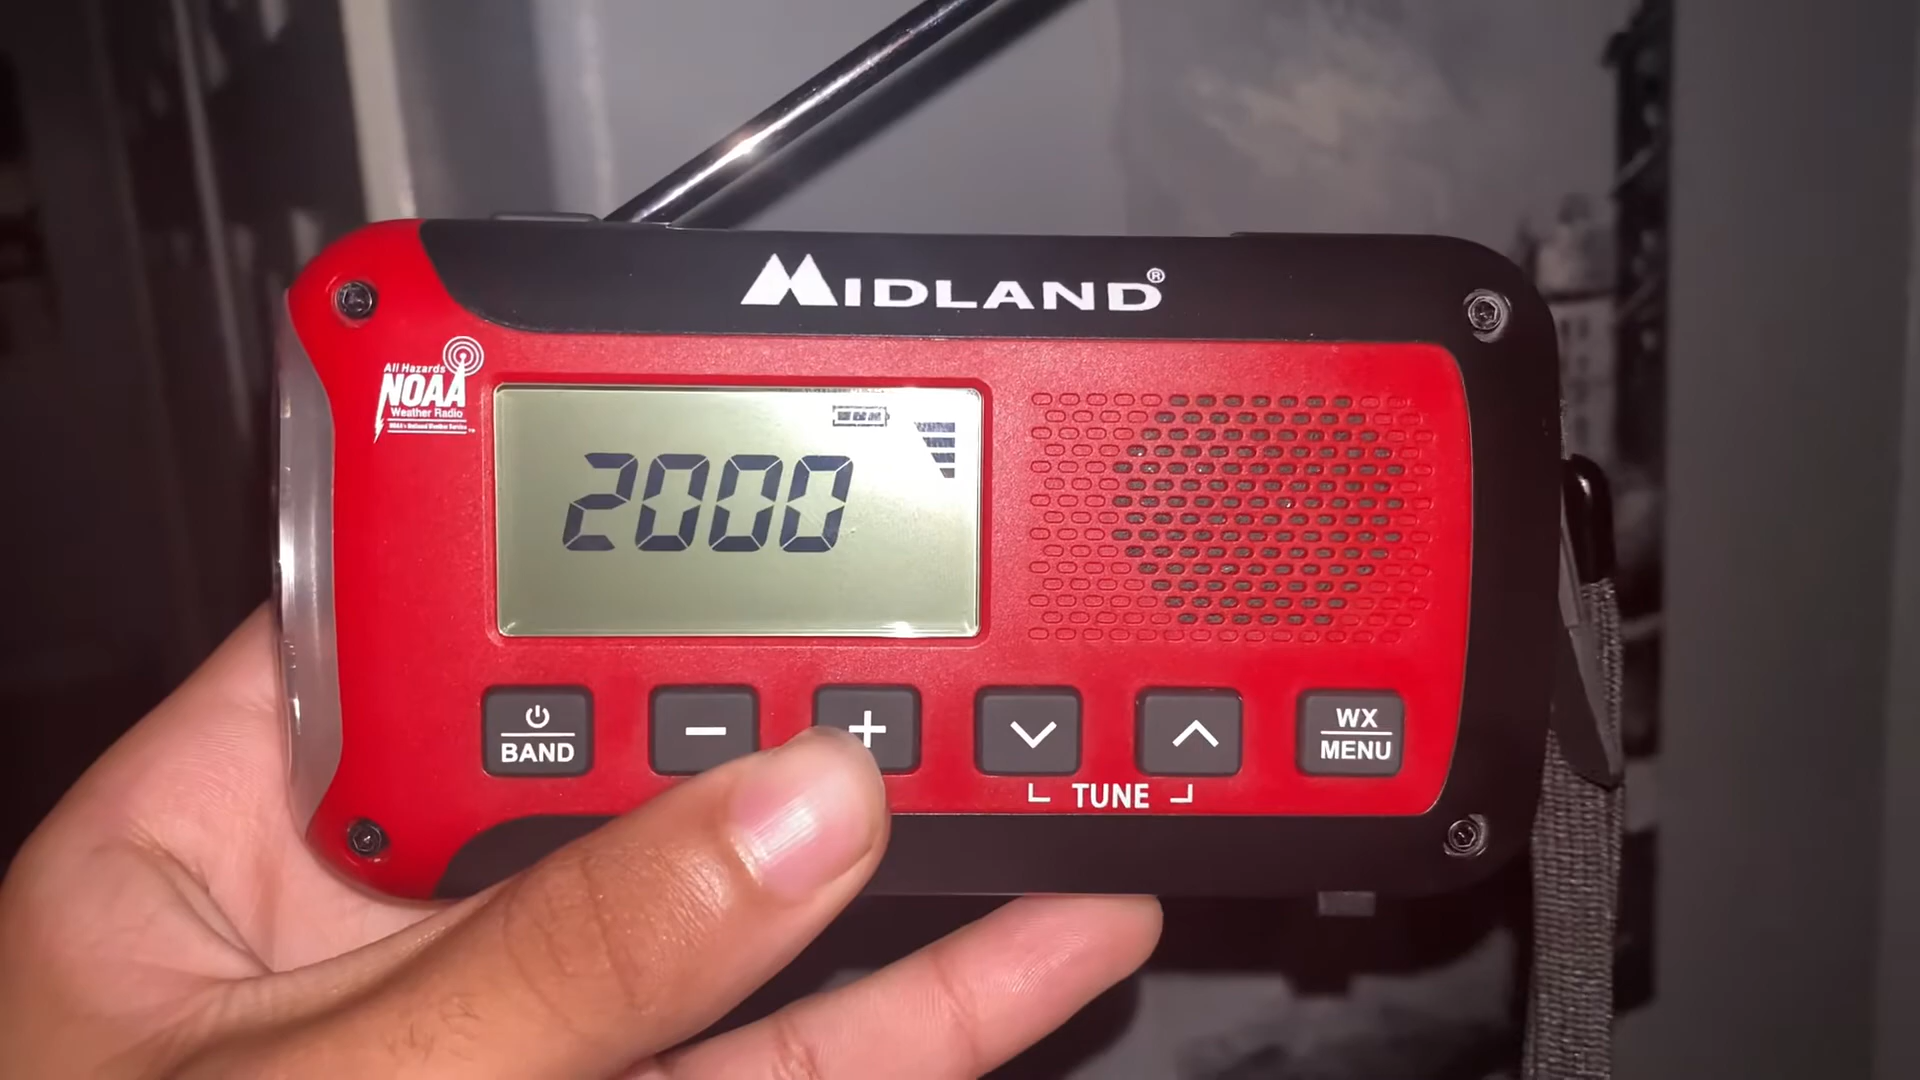 MIDLAND®
All Hazards
NOAA
Weather Radio
2000
BAND
−
+
WX
MENU
TUNE